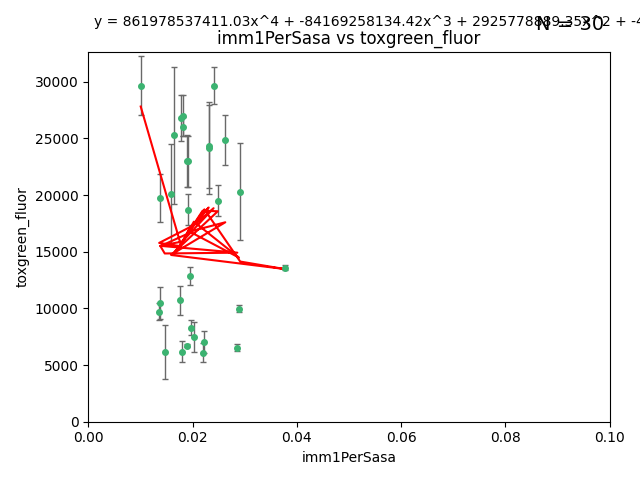 y = 861978537411.03x^4 + -84169258134.42x^3 + 2925778889.35x^2 + -4
N = 30
imm1PerSasa vs toxgreen_fluor
30000
25000
20000
15000
10000
5000
0
toxgreen_fluor
0.00 0.02 0.04 0.06 0.08 0.10
imm1PerSasa